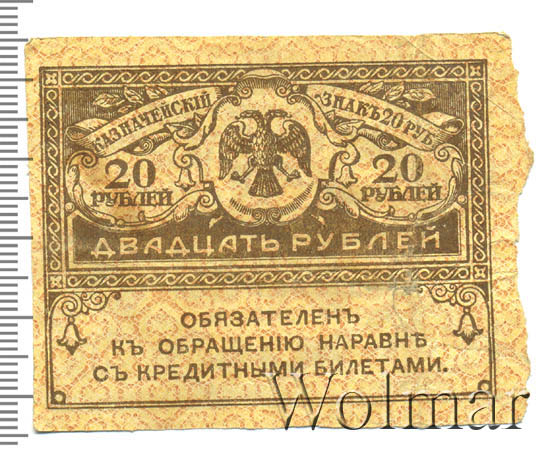 КАЗНАЧЕЙСКІЙ ЗНАКЪ 20 РУБ.
20 РУБЛЕЙ
20 РУБЛЕЙ
ДВАДЦАТЬ РУБЛЕЙ
ОБЯЗАТЕЛЕНЪ
КЪ ОБРАЩЕНІЮ НАРАВНѢ
СЪ КРЕДИТНЫМИ БИЛЕТАМИ.
Wolmar